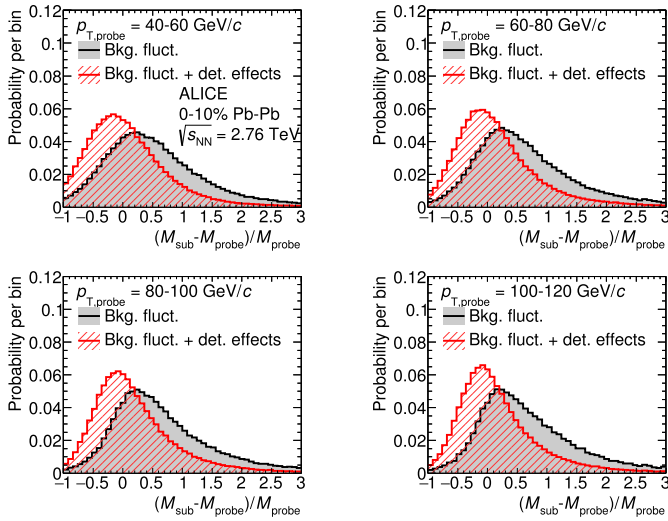 p_T,probe = 40-60 GeV/c
Bkg. fluct.
Bkg. fluct. + det. effects
ALICE
0-10% Pb-Pb
√s_NN = 2.76 TeV
Probability per bin
0.12
0.1
0.08
0.06
0.04
0.02
0
−1 −0.5 0 0.5 1 1.5 2 2.5 3
(M_sub-M_probe)/M_probe
p_T,probe = 60-80 GeV/c
Bkg. fluct.
Bkg. fluct. + det. effects
Probability per bin
0.12
0.1
0.08
0.06
0.04
0.02
0
−1 −0.5 0 0.5 1 1.5 2 2.5 3
(M_sub-M_probe)/M_probe
p_T,probe = 80-100 GeV/c
Bkg. fluct.
Bkg. fluct. + det. effects
Probability per bin
0.12
0.1
0.08
0.06
0.04
0.02
0
−1 −0.5 0 0.5 1 1.5 2 2.5 3
(M_sub-M_probe)/M_probe
p_T,probe = 100-120 GeV/c
Bkg. fluct.
Bkg. fluct. + det. effects
Probability per bin
0.12
0.1
0.08
0.06
0.04
0.02
0
−1 −0.5 0 0.5 1 1.5 2 2.5 3
(M_sub-M_probe)/M_probe